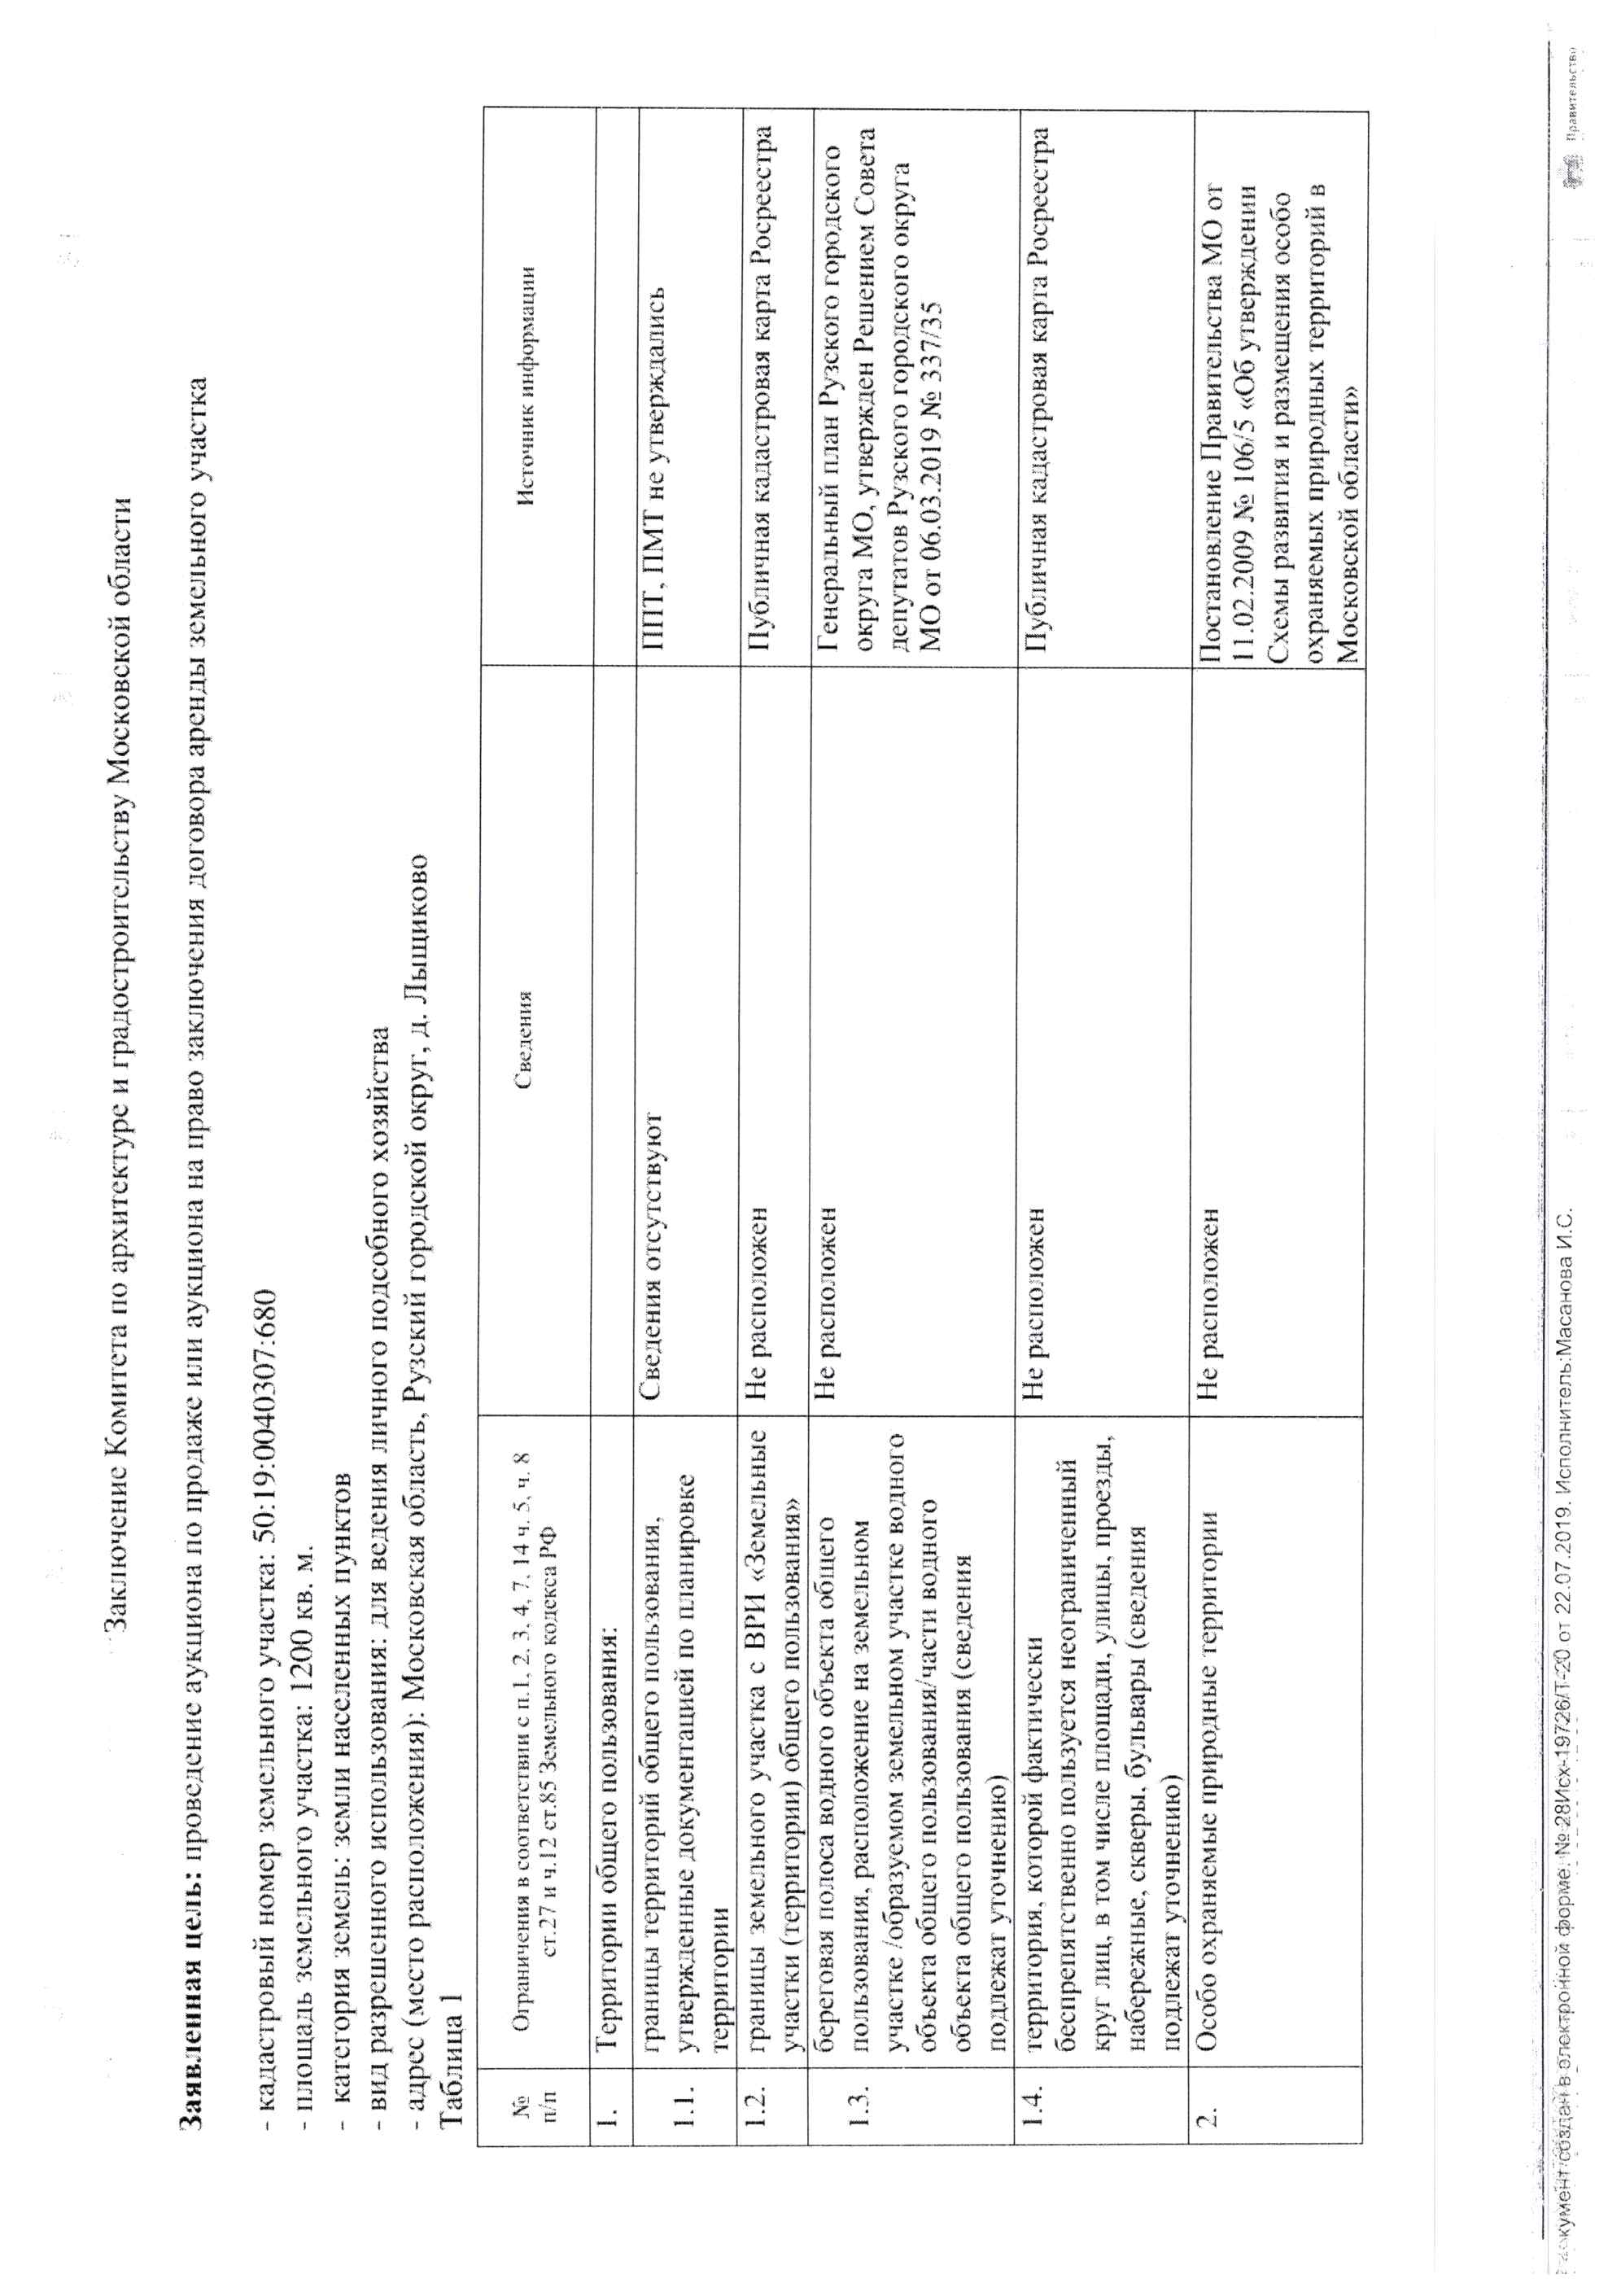 Заключение Комитета по архитектуре и градостроительству Московской области
Заявленная цель: проведение аукциона по продаже или аукциона на право заключения договора аренды земельного участка
- кадастровый номер земельного участка: 50:19:0040307:680
- площадь земельного участка: 1200 кв. м.
- категория земель: земли населенных пунктов
- вид разрешенного использования: для ведения личного подсобного хозяйства
- адрес (место расположения): Московская область, Рузский городской округ, д. Лыщиково
Таблица 1
№
п/п
Ограничения в соответствии с п.1, 2, 3, 4, 7, 14 ч. 5, ч. 8
ст.27 и ч.12 ст.85 Земельного кодекса РФ
Сведения
Источник информации
1.
Территории общего пользования:
1.1.
границы территорий общего пользования,
утвержденные документацией по планировке
территории
Сведения отсутствуют
ППТ, ПМТ не утверждались
1.2.
границы земельного участка с ВРИ «Земельные
участки (территории) общего пользования»
Не расположен
Публичная кадастровая карта Росреестра
1.3.
береговая полоса водного объекта общего
пользования, расположение на земельном
участке /образуемом земельном участке водного
объекта общего пользования/части водного
объекта общего пользования (сведения
подлежат уточнению)
Не расположен
Генеральный план Рузского городского
округа МО, утвержден Решением Совета
депутатов Рузского городского округа
МО от 06.03.2019 № 337/35
1.4.
территория, которой фактически
беспрепятственно пользуется неограниченный
круг лиц, в том числе площади, улицы, проезды,
набережные, скверы, бульвары (сведения
подлежат уточнению)
Не расположен
Публичная кадастровая карта Росреестра
2.
Особо охраняемые природные территории
Не расположен
Постановление Правительства МО от
11.02.2009 № 106/5 «Об утверждении
Схемы развития и размещения особо
охраняемых природных территорий в
Московской области»
Документ создан в электронной форме. № 28Исх-19726/Т-20 от 22.07.2019. Исполнитель:Масанова И.С.
Правительство